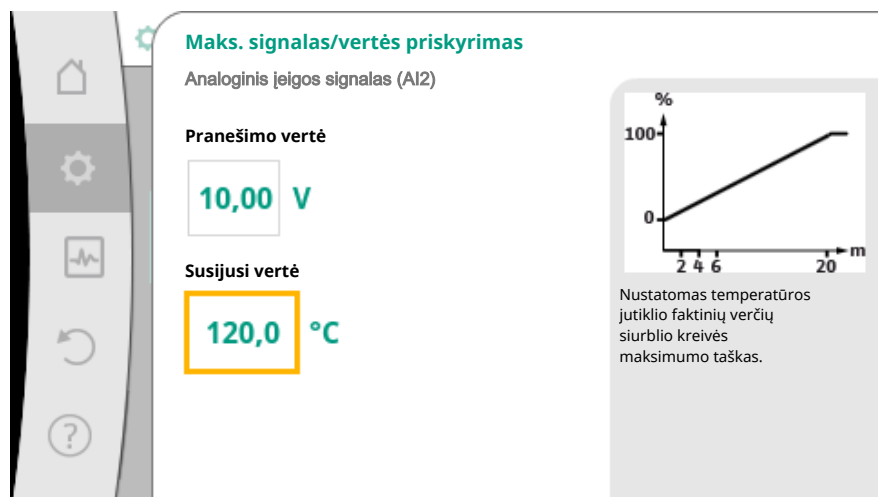 Maks. signalas/vertės priskyrimas
Analoginis įeigos signalas (AI2)
Pranešimo vertė
10,00 V
Susijusi vertė
120,0 °C
%
100
0
2 4 6 20 m
Nustatomas temperatūros
jutiklio faktinių verčių
siurblio kreivės
maksimumo taškas.
?